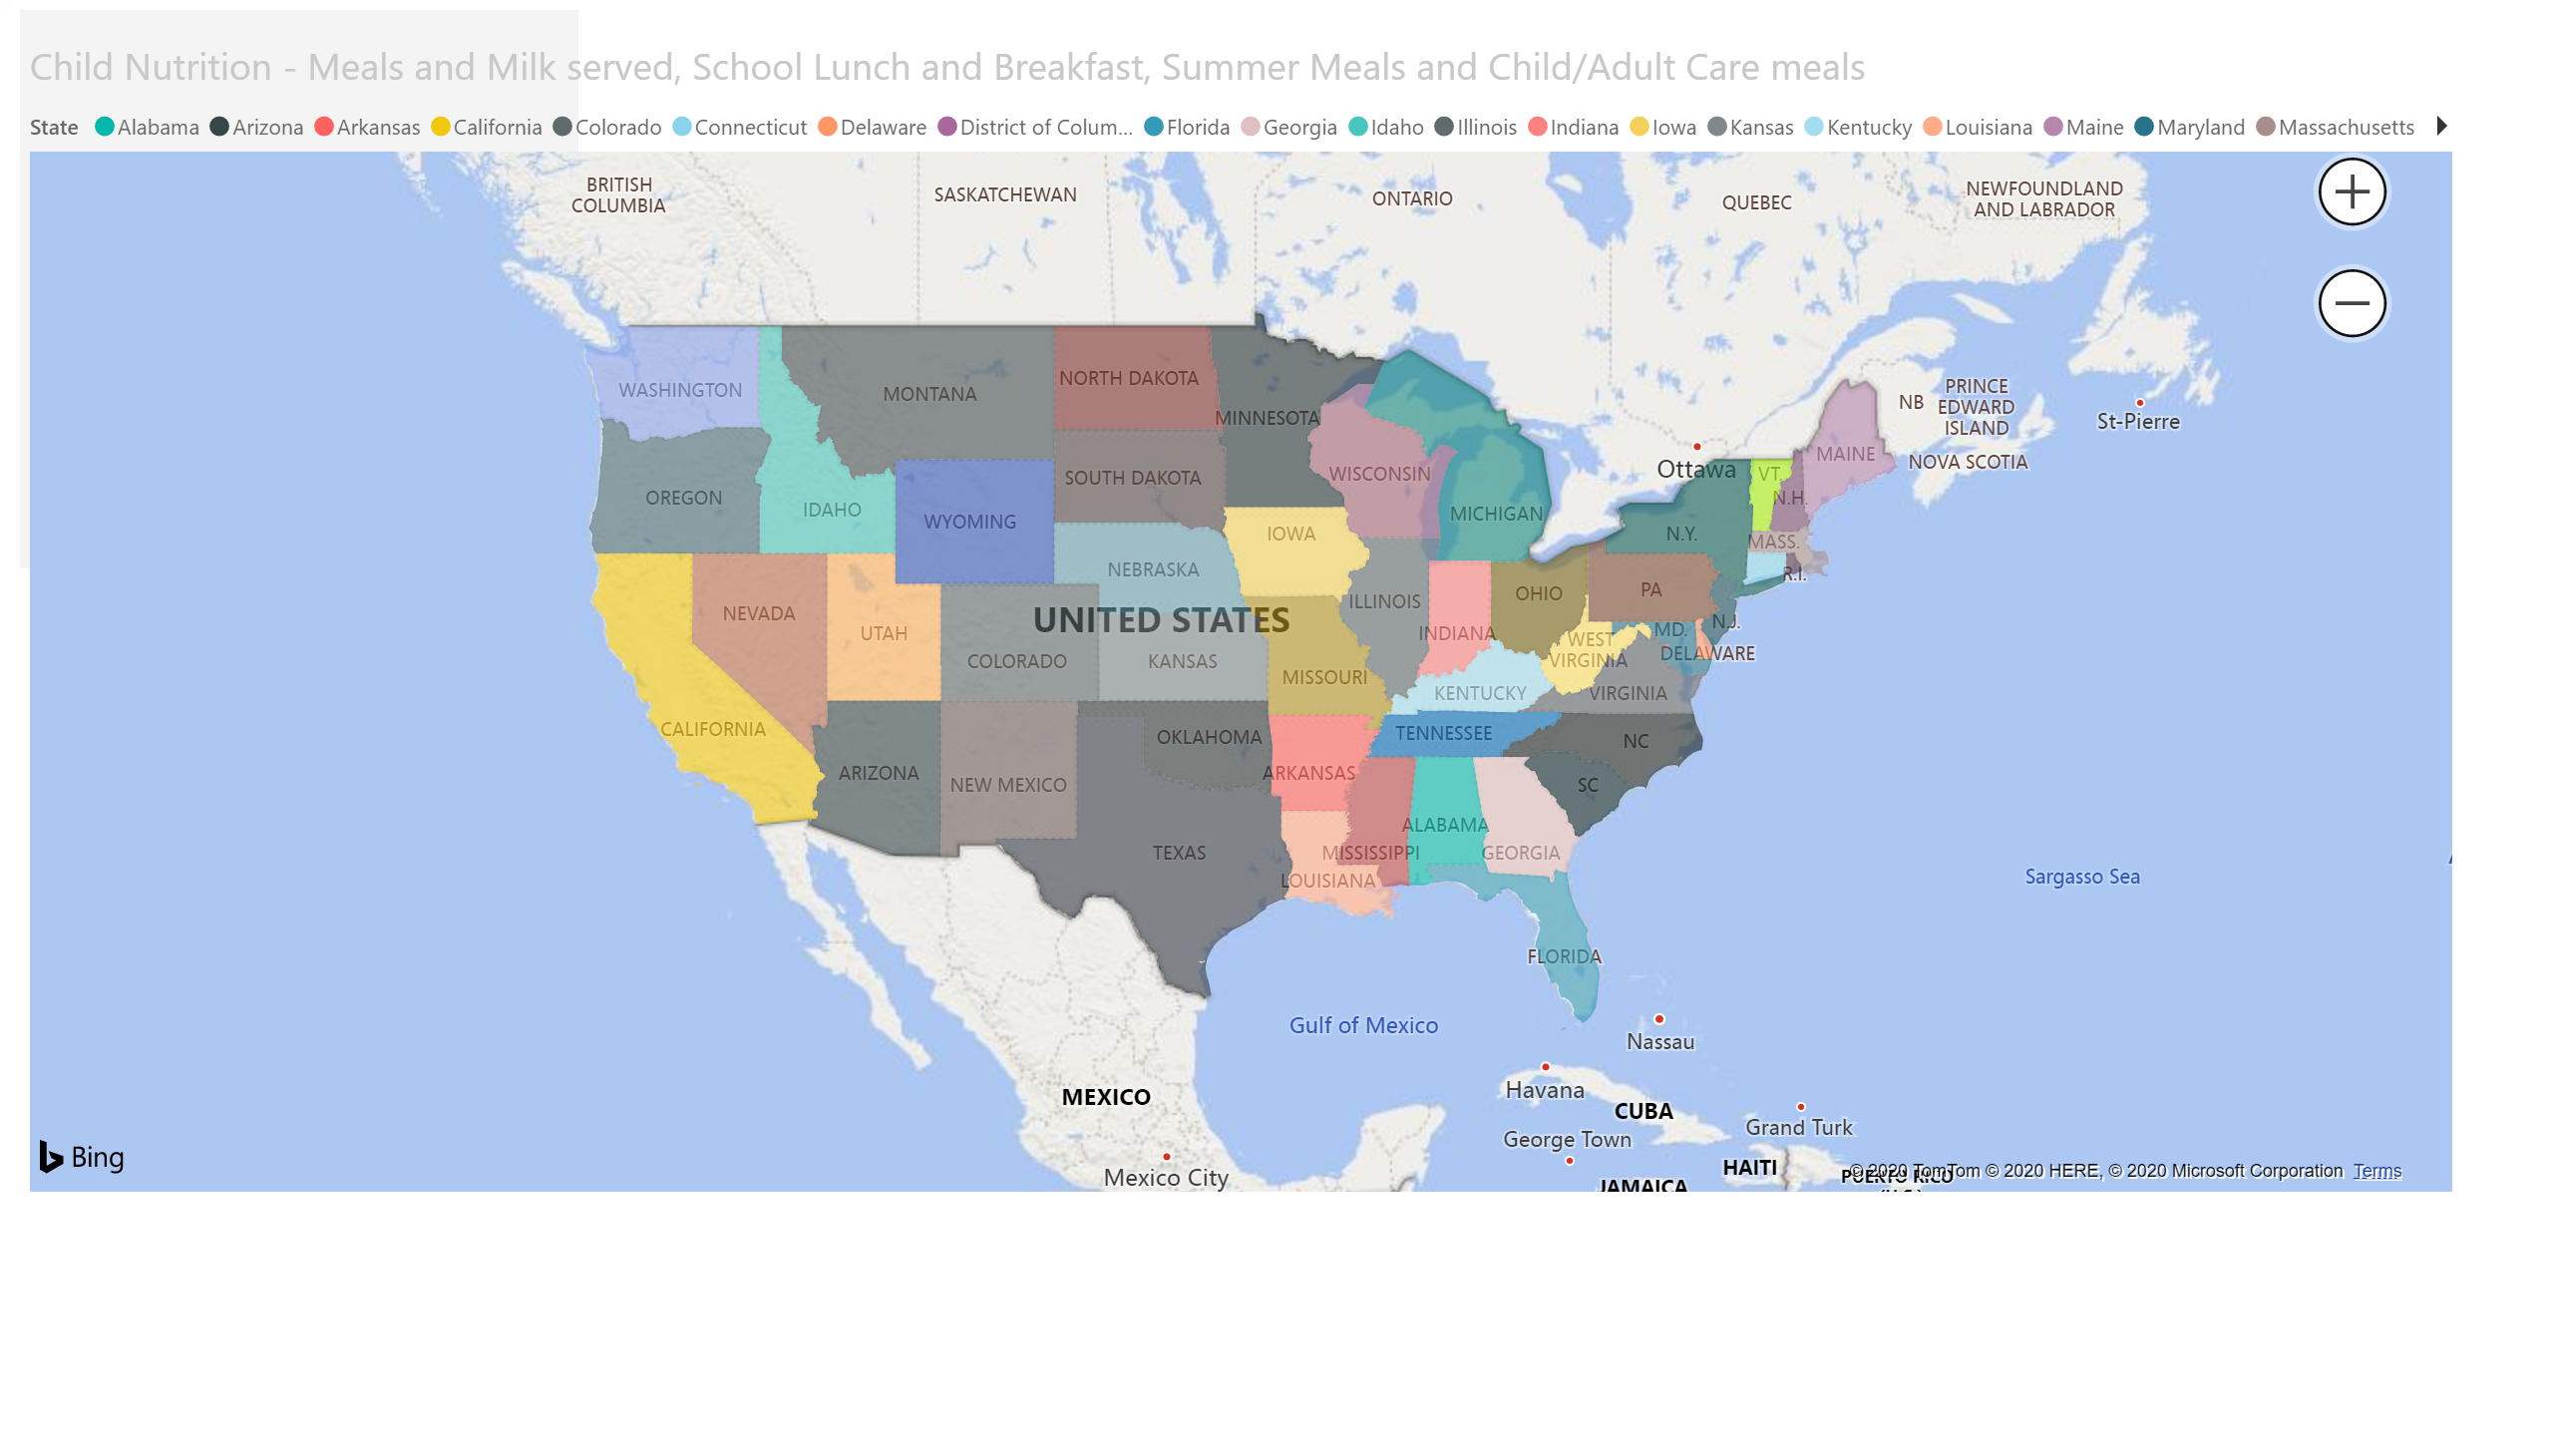 Child Nutrition - Meals and Milk served, School Lunch and Breakfast, Summer Meals and Child/Adult Care meals
State Alabama Arizona Arkansas California Colorado Connecticut Delaware District of Colum... Florida Georgia Idaho Illinois Indiana Iowa Kansas Kentucky Louisiana Maine Maryland Massachusetts
BRITISH
COLUMBIA
SASKATCHEWAN
ONTARIO
QUEBEC
NEWFOUNDLAND
AND LABRADOR
WASHINGTON
MONTANA
NORTH DAKOTA
MINNESOTA
NB
PRINCE
EDWARD
ISLAND
St-Pierre
NOVA SCOTIA
MAINE
Ottawa
VT.
N.H.
OREGON
IDAHO
WYOMING
SOUTH DAKOTA
WISCONSIN
MICHIGAN
N.Y.
MASS.
R.I.
IOWA
NEBRASKA
NEVADA
UTAH
UNITED STATES
COLORADO
KANSAS
ILLINOIS
INDIANA
OHIO
PA
N.J.
MD.
DELAWARE
WEST
VIRGINIA
VIRGINIA
MISSOURI
KENTUCKY
CALIFORNIA
ARIZONA
NEW MEXICO
OKLAHOMA
ARKANSAS
TENNESSEE
NC
SC
TEXAS
LOUISIANA
MISSISSIPPI
ALABAMA
GEORGIA
FLORIDA
Sargasso Sea
Gulf of Mexico
Nassau
MEXICO
Havana
CUBA
George Town
Grand Turk
Mexico City
HAITI
JAMAICA
PUERTO RICO
(U.S.)
Bing
© 2020 TomTom © 2020 HERE, © 2020 Microsoft Corporation Terms